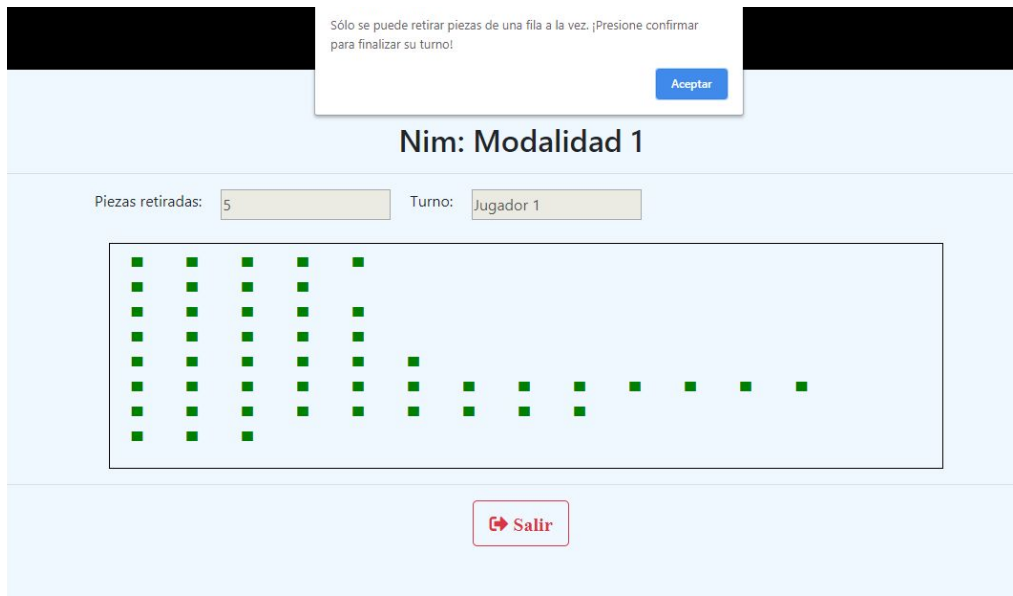 Sólo se puede retirar piezas de una fila a la vez. ¡Presione confirmar
para finalizar su turno!
Aceptar
Nim: Modalidad 1
Piezas retiradas: 5 Turno: Jugador 1
Salir